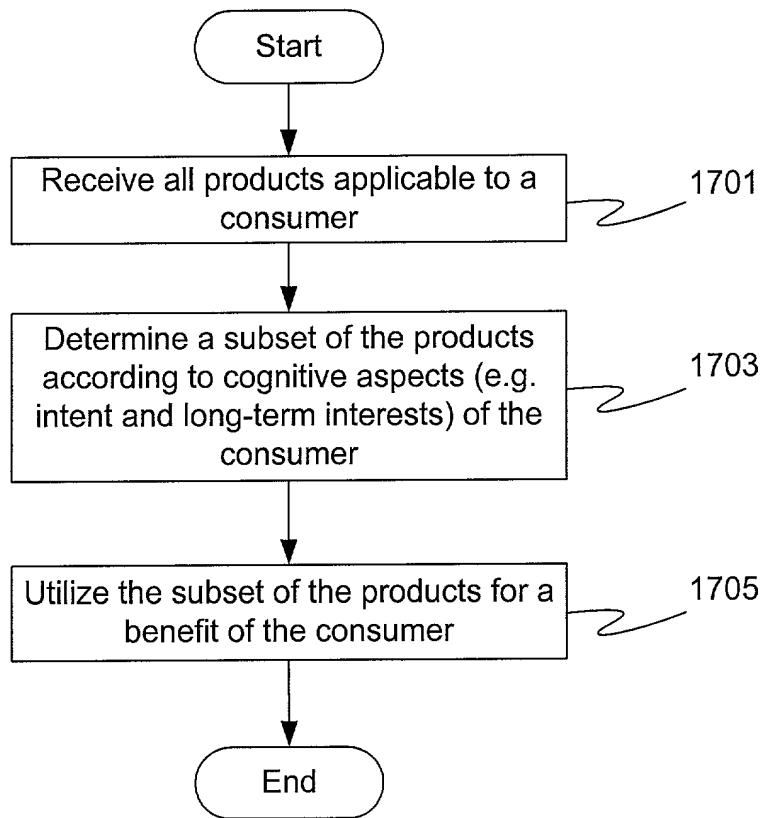 Start
Receive all products applicable to a
consumer
1701
Determine a subset of the products
according to cognitive aspects (e.g.
intent and long-term interests) of the
consumer
1703
Utilize the subset of the products for a
benefit of the consumer
1705
End